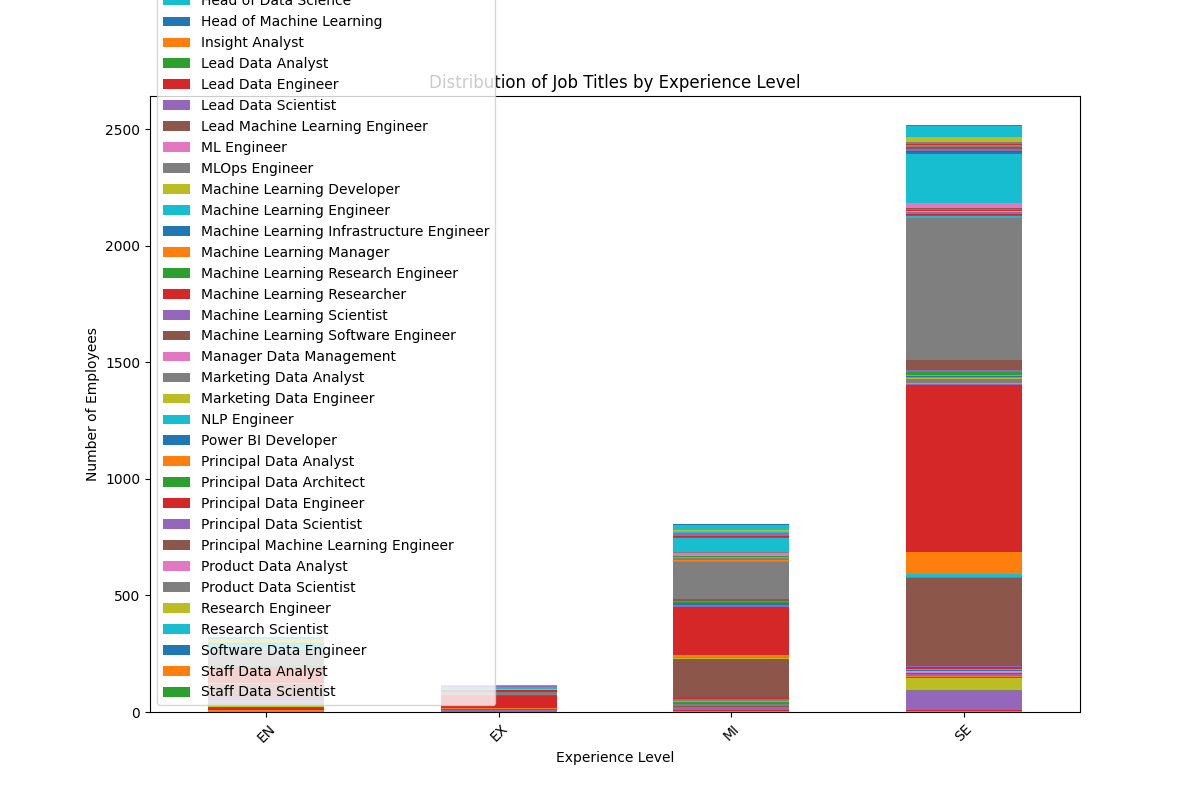 Head of Data Science
Head of Machine Learning
Insight Analyst
Lead Data Analyst
Lead Data Engineer
Lead Data Scientist
Lead Machine Learning Engineer
ML Engineer
MLOps Engineer
Machine Learning Developer
Machine Learning Engineer
Machine Learning Infrastructure Engineer
Machine Learning Manager
Machine Learning Research Engineer
Machine Learning Researcher
Machine Learning Scientist
Machine Learning Software Engineer
Manager Data Management
Marketing Data Analyst
Marketing Data Engineer
NLP Engineer
Power BI Developer
Principal Data Analyst
Principal Data Architect
Principal Data Engineer
Principal Data Scientist
Principal Machine Learning Engineer
Product Data Analyst
Product Data Scientist
Research Engineer
Research Scientist
Software Data Engineer
Staff Data Analyst
Staff Data Scientist
Distribution of Job Titles by Experience Level
Number of Employees
2500
2000
1500
1000
500
0
EN
EX
MI
SE
Experience Level